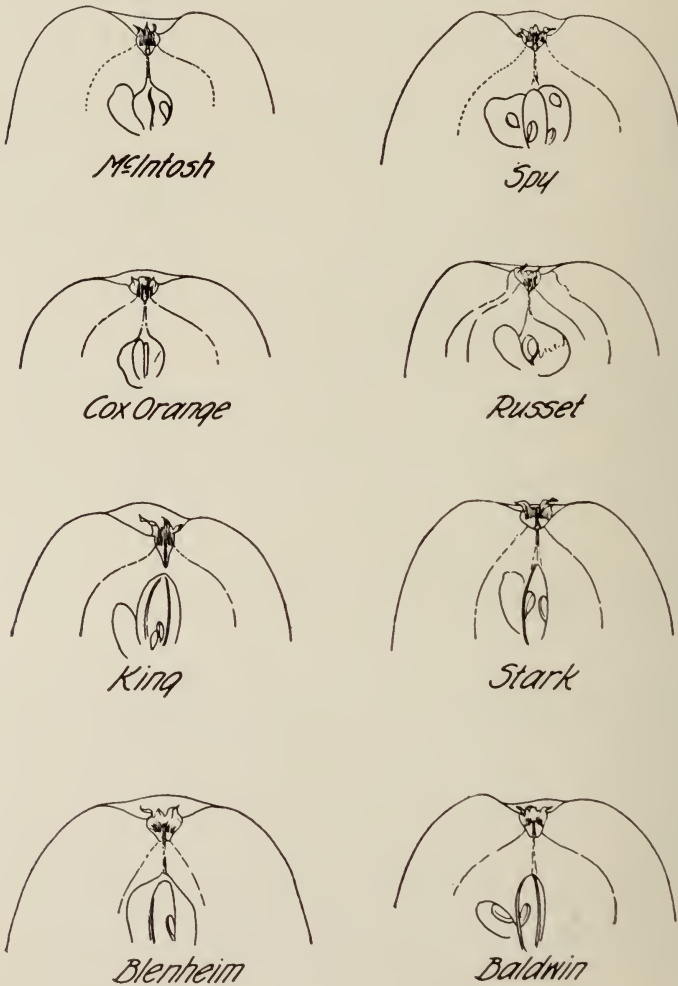 McIntosh
Spy
Cox Orange
Russet
King
Stark
Blenheim
Baldwin